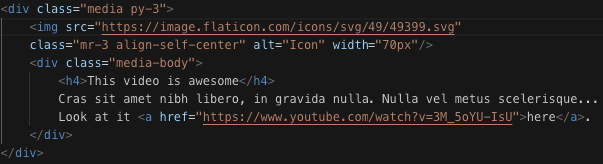 <div class="media py-3">
<img src="https://image.flaticon.com/icons/svg/49/49399.svg"
class="mr-3 align-self-center" alt="Icon" width="70px"/>
<div class="media-body">
<h4>This video is awesome</h4>
Cras sit amet nibh libero, in gravida nulla. Nulla vel metus scelerisque...
Look at it <a href="https://www.youtube.com/watch?v=3M_5oYU-IsU">here</a>.
</div>
</div>